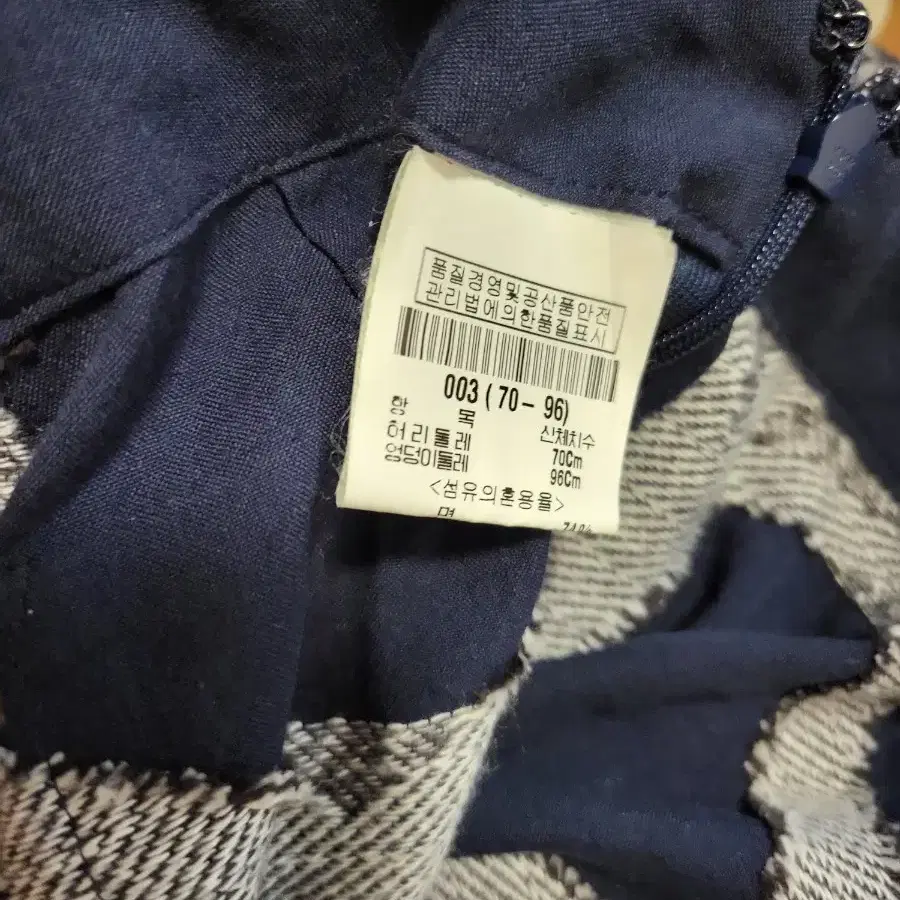 품질경영및공산품안전
관리법에의한품질표시
003 ( 70 - 96)
항 목 신체치수
허리둘레 70Cm
엉덩이둘레 96Cm
<섬유의혼용율>
면 74%